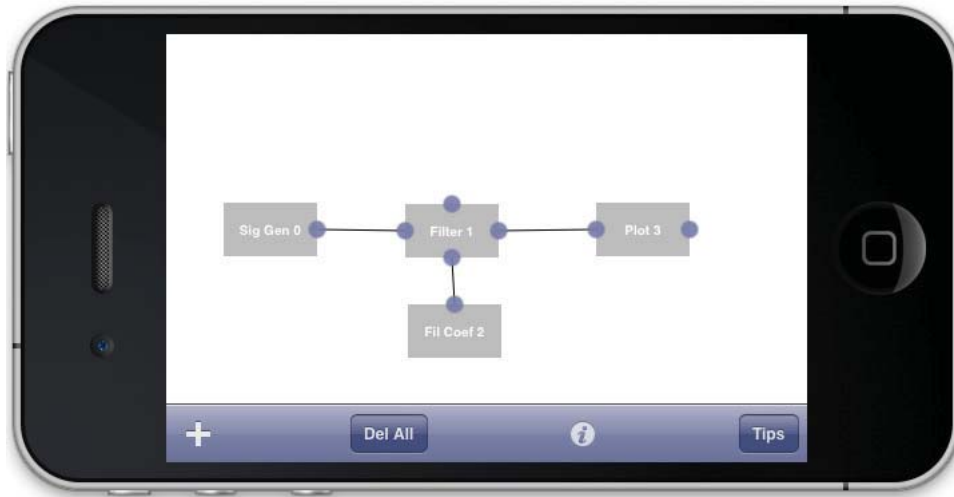 Sig Gen 0
Filter 1
Plot 3
Fil Coef 2
Del All
Tips